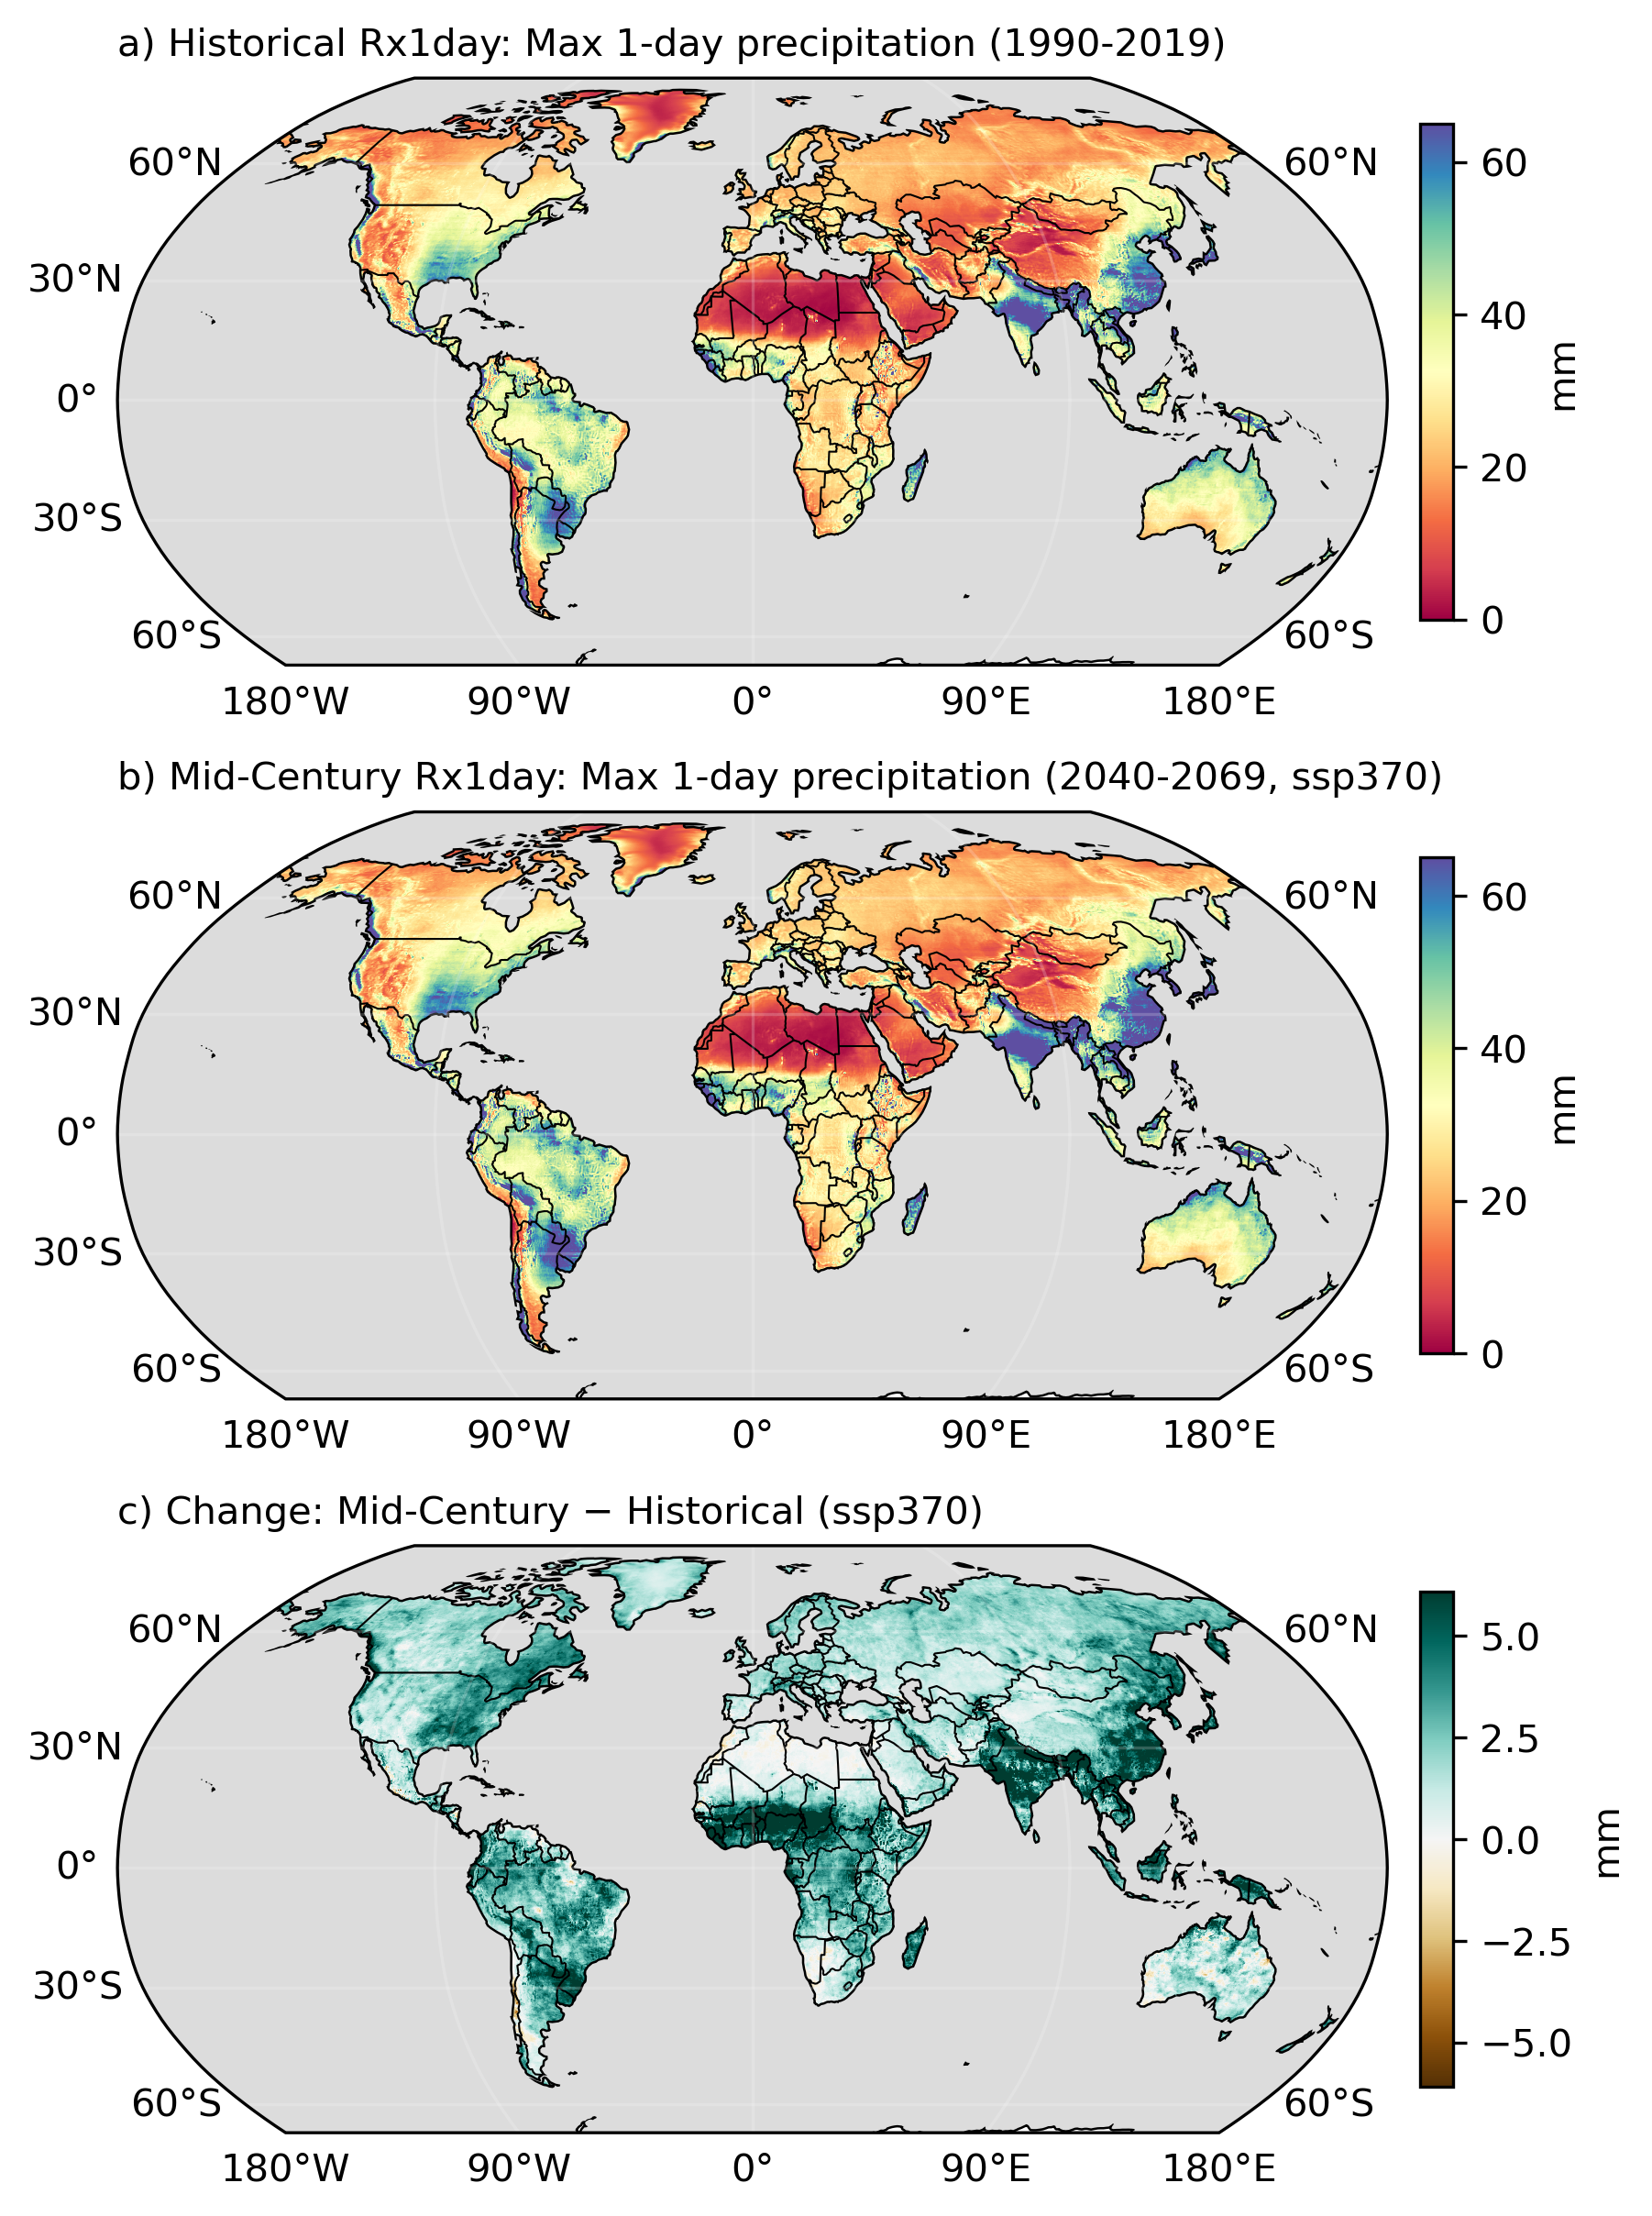 a) Historical Rx1day: Max 1-day precipitation (1990-2019)
60°N 60°N
30°N
0°
30°S
60°S 60°S
180°W 90°W 0° 90°E 180°E
60
40
20
0
mm
b) Mid-Century Rx1day: Max 1-day precipitation (2040-2069, ssp370)
60°N 60°N
30°N
0°
30°S
60°S 60°S
180°W 90°W 0° 90°E 180°E
60
40
20
0
mm
c) Change: Mid-Century − Historical (ssp370)
60°N 60°N
30°N
0°
30°S
60°S 60°S
180°W 90°W 0° 90°E 180°E
5.0
2.5
0.0
−2.5
−5.0
mm